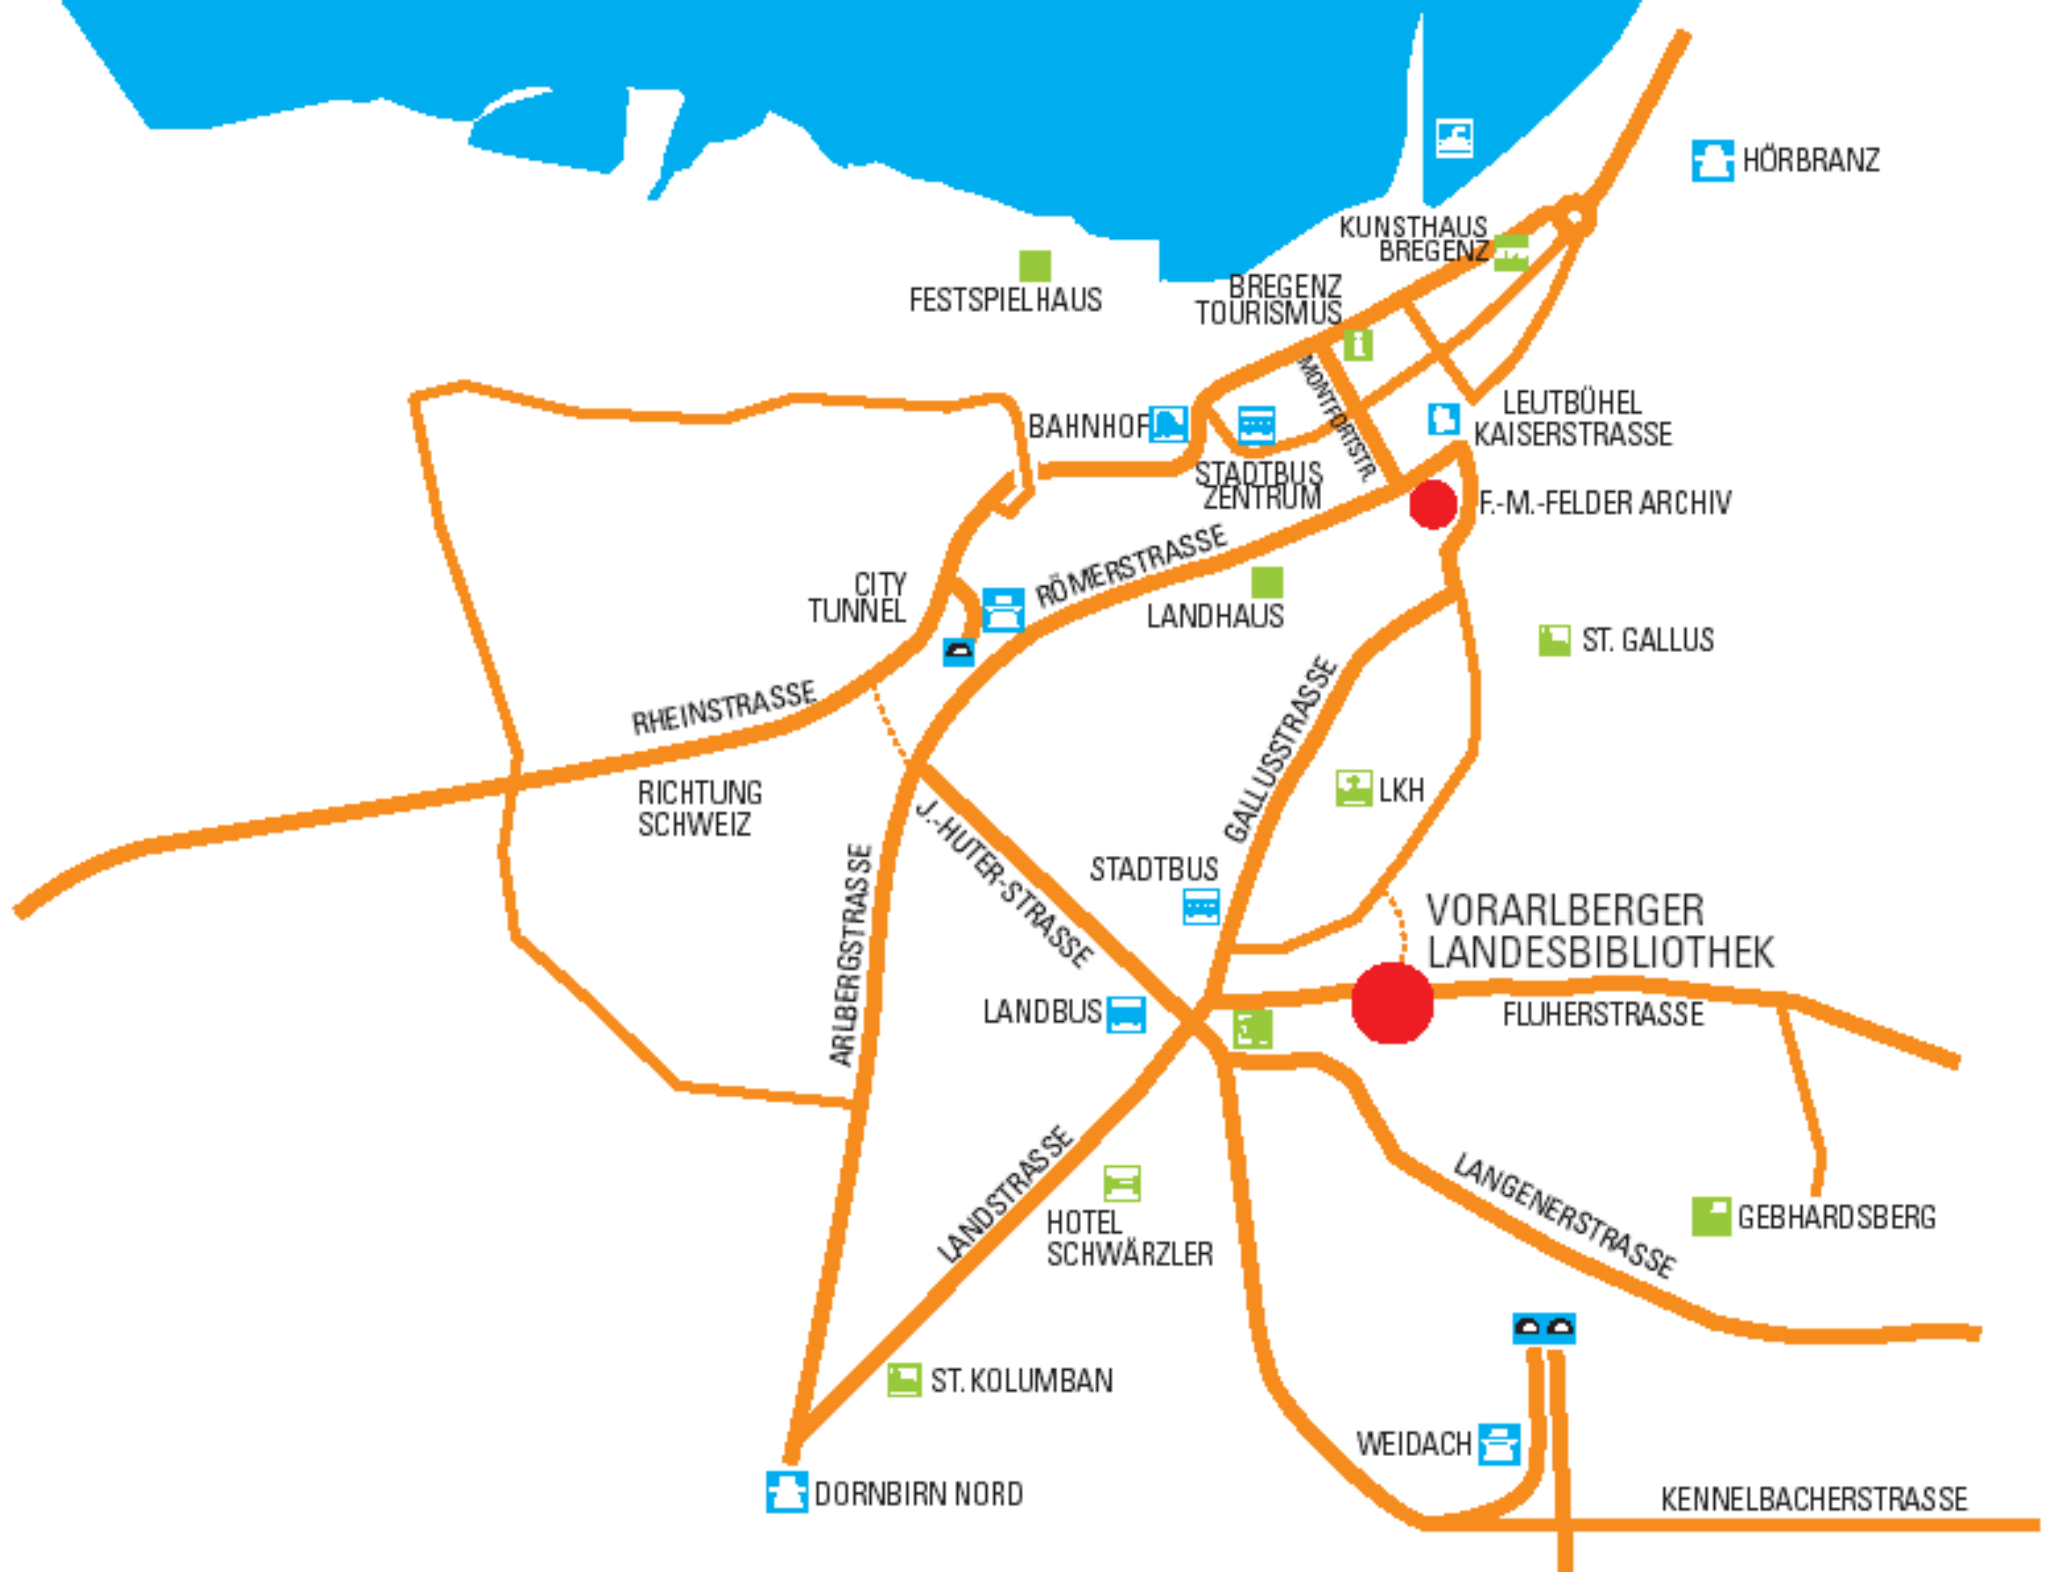 HÖRBRANZ
KUNSTHAUS
BREGENZ
BREGENZ
TOURISMUS
i
FESTSPIELHAUS
MONTFORTSTR.
LEUTBÜHEL
KAISERSTRASSE
BAHNHOF
STADTBUS
ZENTRUM
F.-M.-FELDER ARCHIV
RÖMERSTRASSE
CITY
TUNNEL
LANDHAUS
ST. GALLUS
RHEINSTRASSE
GALLUSSTRASSE
RICHTUNG
SCHWEIZ
LKH
J.-HUTER-STRASSE
STADTBUS
ARLBERGSTRASSE
VORARLBERGER
LANDESBIBLIOTHEK
LANDBUS
FLUHERSTRASSE
LANDSTRASSE
HOTEL
SCHWÄRZLER
LANGENERSTRASSE
GEBHARDSBERG
ST. KOLUMBAN
WEIDACH
DORNBIRN NORD
KENNELBACHERSTRASSE